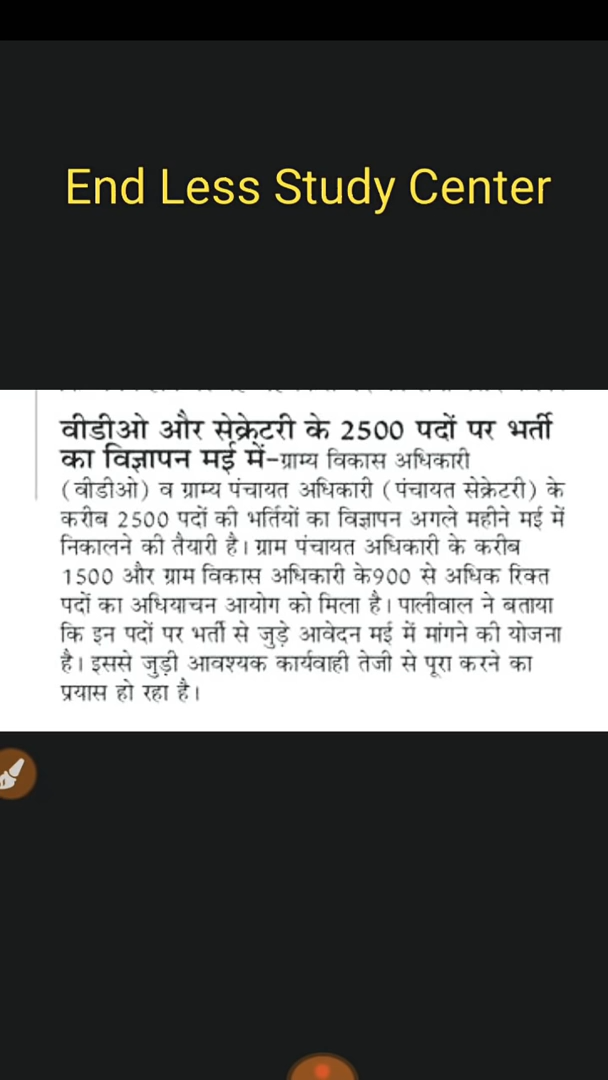 End Less Study Center
वीडीओ और सेक्रेटरी के 2500 पदों पर भर्ती
का विज्ञापन मई में-ग्राम्य विकास अधिकारी
(वीडीओ) व ग्राम्य पंचायत अधिकारी (पंचायत सेक्रेटरी) के
करीब 2500 पदों की भर्तियों का विज्ञापन अगले महीने मई में
निकालने की तैयारी है। ग्राम पंचायत अधिकारी के करीब
1500 और ग्राम विकास अधिकारी के900 से अधिक रिक्त
पदों का अधियाचन आयोग को मिला है। पालीवाल ने बताया
कि इन पदों पर भर्ती से जुड़े आवेदन मई में मांगने की योजना
है। इससे जुड़ी आवश्यक कार्यवाही तेजी से पूरा करने का
प्रयास हो रहा है।